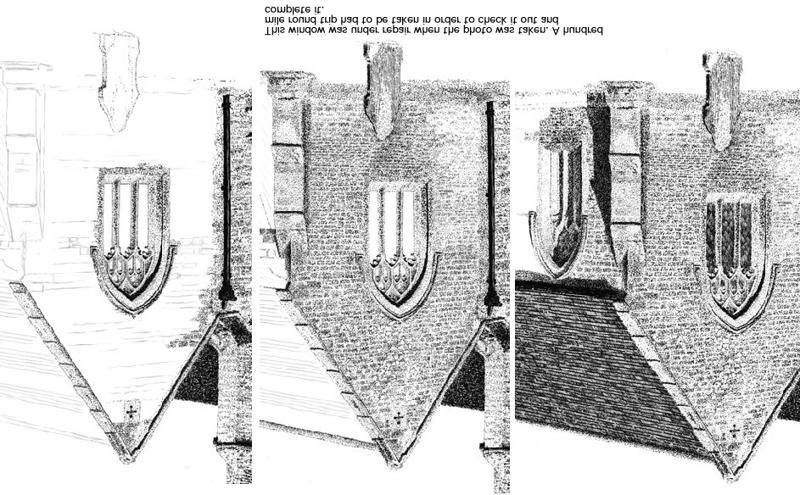 This window was under repair when the photo was taken. A hundred
mile round trip had to be taken in order to check it out and
complete it.